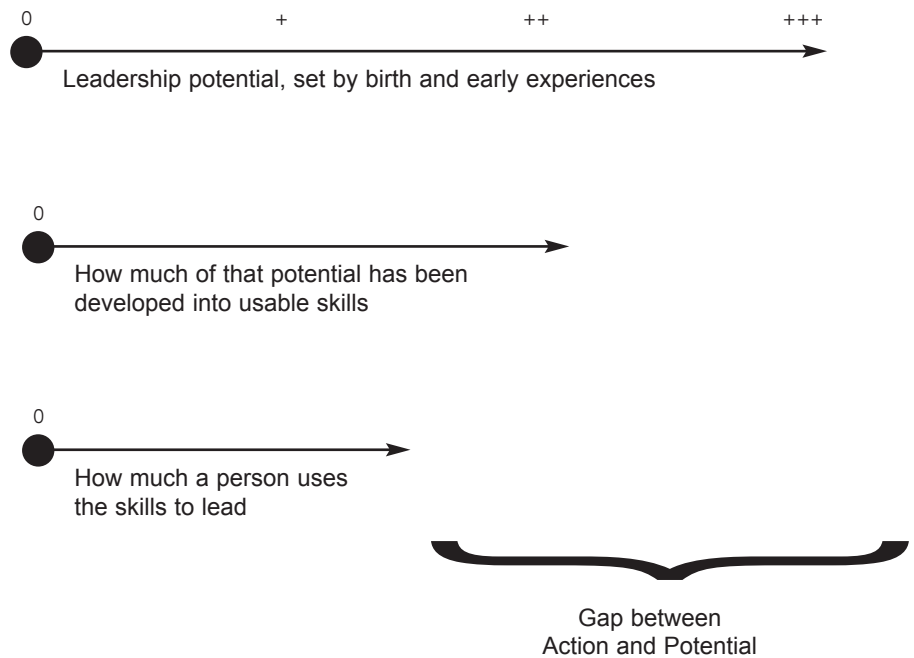 0 + ++ +++
Leadership potential, set by birth and early experiences
0
How much of that potential has been
developed into usable skills
0
How much a person uses
the skills to lead
Gap between
Action and Potential